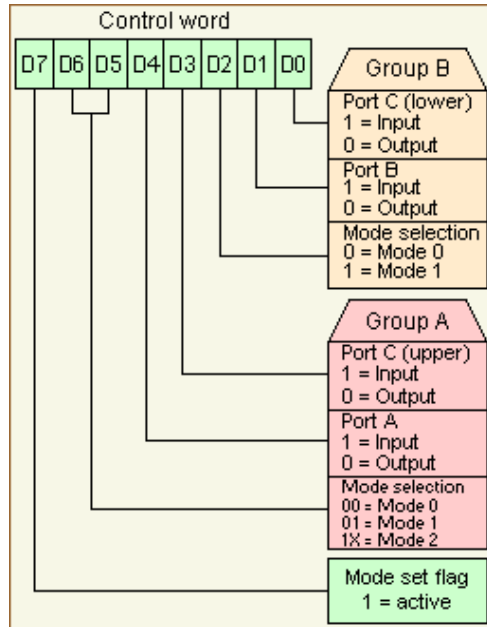 Control word
D7 D6 D5 D4 D3 D2 D1 D0
Group B
Port C (lower)
1 = Input
0 = Output
Port B
1 = Input
0 = Output
Mode selection
0 = Mode 0
1 = Mode 1
Group A
Port C (upper)
1 = Input
0 = Output
Port A
1 = Input
0 = Output
Mode selection
00 = Mode 0
01 = Mode 1
1X = Mode 2
Mode set flag
1 = active